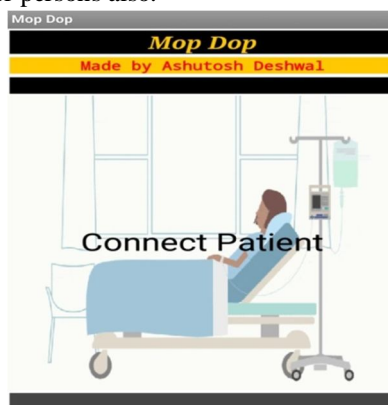 r persons also.
Mop Dop
Mop Dop
Made by Ashutosh Deshwal
Connect Patient